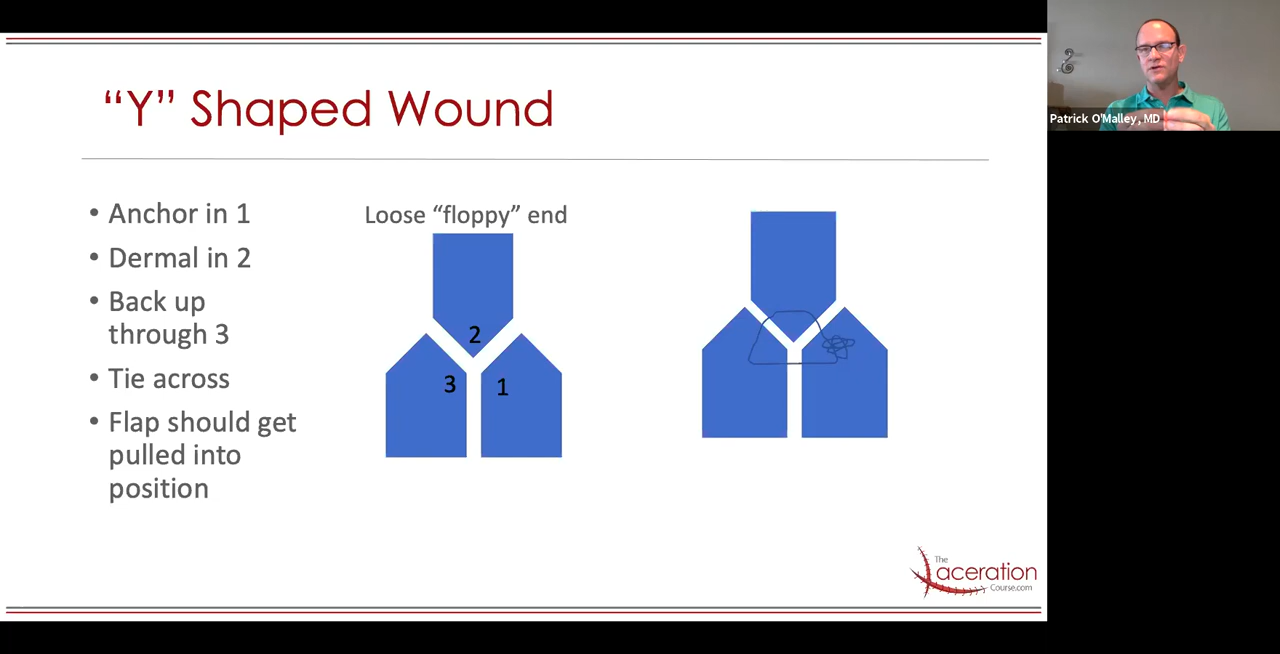 “Y” Shaped Wound
• Anchor in 1
• Dermal in 2
• Back up
through 3
• Tie across
• Flap should get
pulled into
position
Loose “floppy” end
2
3
1
Patrick O'Malley, MD
The
Laceration
Course.com